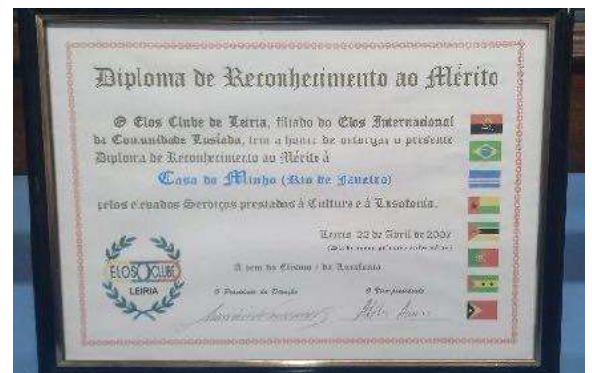 Diploma de Reconhecimento ao Mérito
O Elos Clube de Leiria, filiado do Elos Internacional
da Comunidade Lusíada, tem a honra de outorgar o presente
Diploma de Reconhecimento ao Mérito à
Casa do Minho (Rio de Janeiro)
pelos elevados Serviços prestados à Cultura e à Lusofonia.
Leiria 22 de Abril de 2007
A bem do Elismo e da Lusofonia
O Presidente da Direcção
O Vice-presidente
ELOS CLUBE
LEIRIA